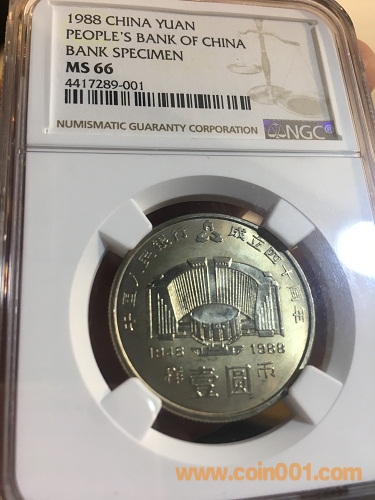 1988 CHINA YUAN
PEOPLE'S BANK OF CHINA
BANK SPECIMEN
MS 66
4417289-001
NUMISMATIC GUARANTY CORPORATION
NGC
中国人民银行 成立四十周年
1948 1988
样 壹圆 币
www.coin001.com